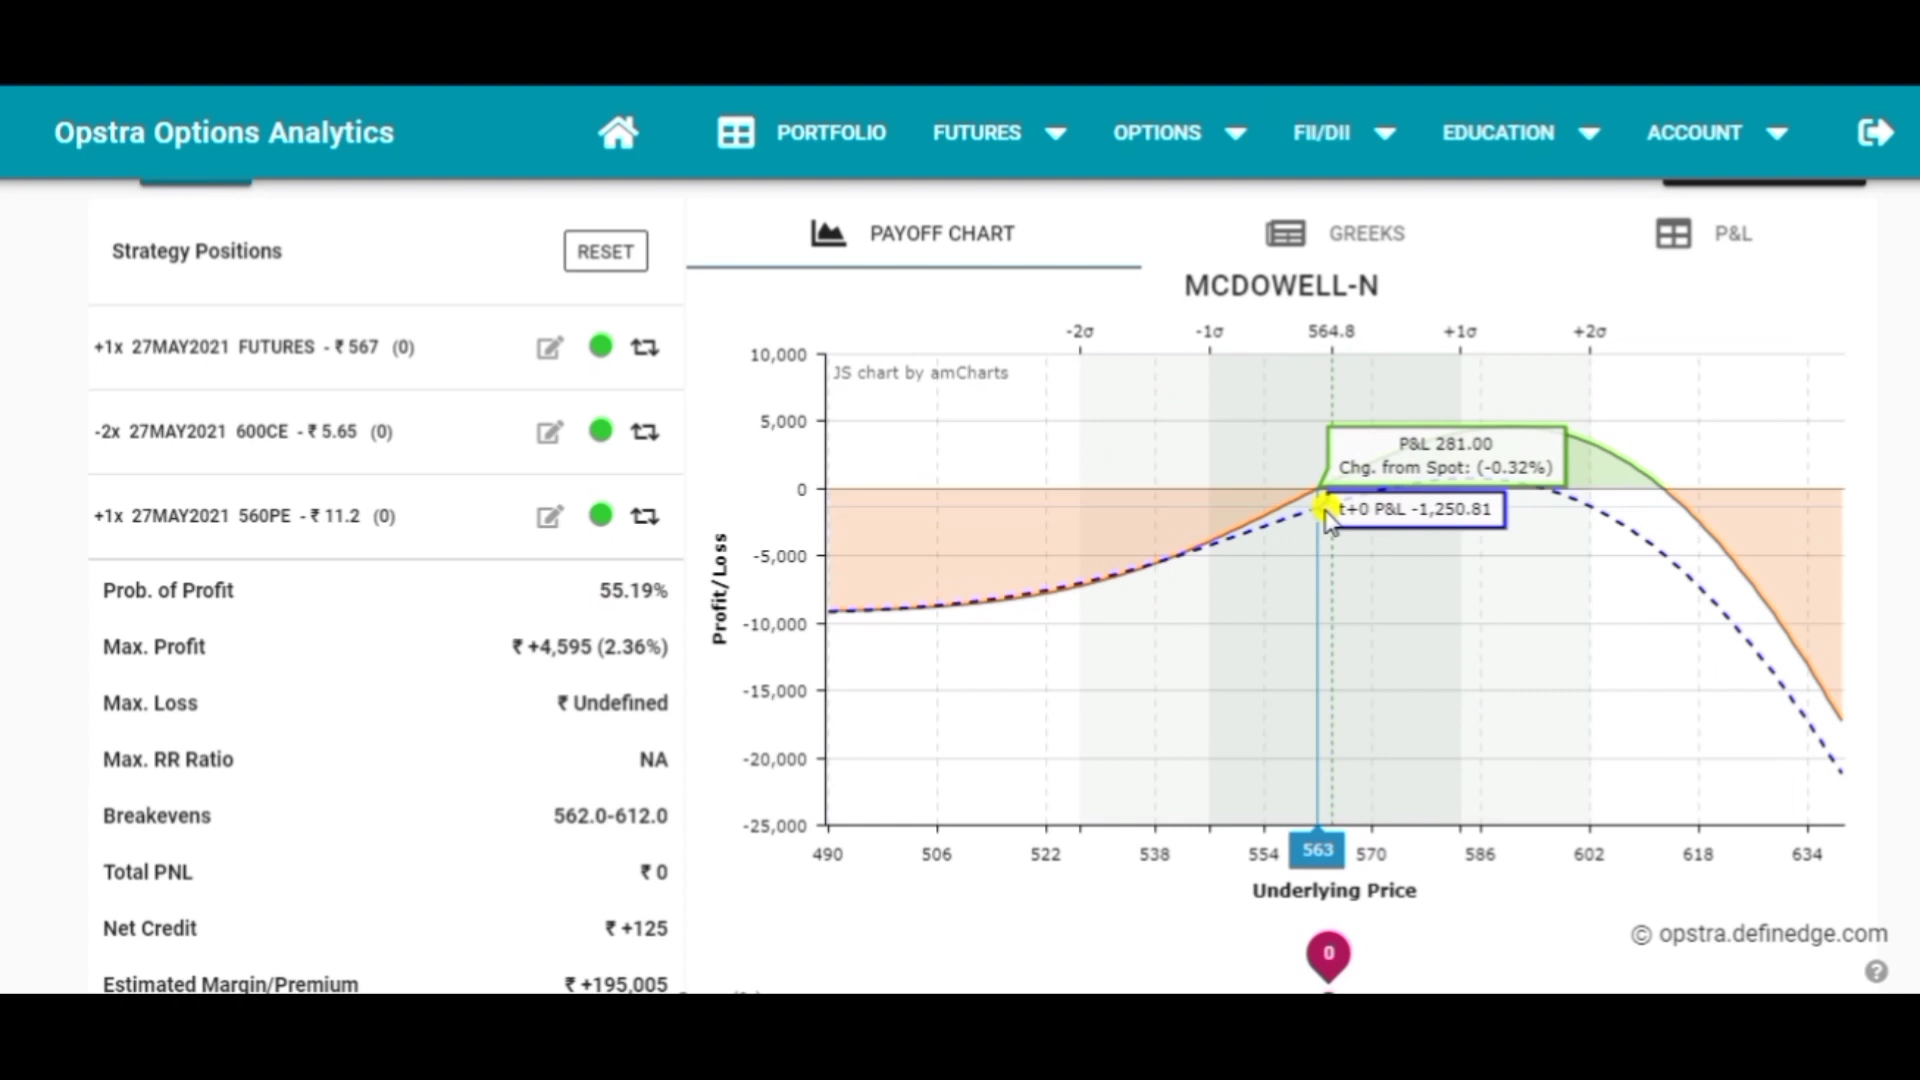 Opstra Options Analytics
PORTFOLIO
FUTURES
OPTIONS
FII/DII
EDUCATION
ACCOUNT
Strategy Positions
RESET
+1x 27MAY2021 FUTURES - ₹ 567 (0)
-2x 27MAY2021 600CE - ₹ 5.65 (0)
+1x 27MAY2021 560PE - ₹ 11.2 (0)
Prob. of Profit 55.19%
Max. Profit ₹ +4,595 (2.36%)
Max. Loss ₹ Undefined
Max. RR Ratio NA
Breakevens 562.0-612.0
Total PNL ₹ 0
Net Credit ₹ +125
Estimated Margin/Premium ₹ +195,005
PAYOFF CHART
GREEKS
P&L
MCDOWELL-N
-2σ -1σ 564.8 +1σ +2σ
JS chart by amCharts
10,000
5,000
0
-5,000
-10,000
-15,000
-20,000
-25,000
Profit/Loss
P&L 281.00
Chg. from Spot: (-0.32%)
t+0 P&L -1,250.81
490 506 522 538 554 563 570 586 602 618 634
Underlying Price
0
© opstra.definedge.com
?